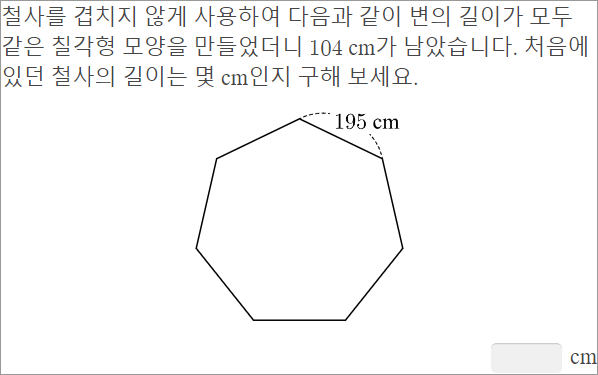 철사를 겹치지 않게 사용하여 다음과 같이 변의 길이가 모두
같은 칠각형 모양을 만들었더니 104 cm가 남았습니다. 처음에
있던 철사의 길이는 몇 cm인지 구해 보세요.
195 cm
cm